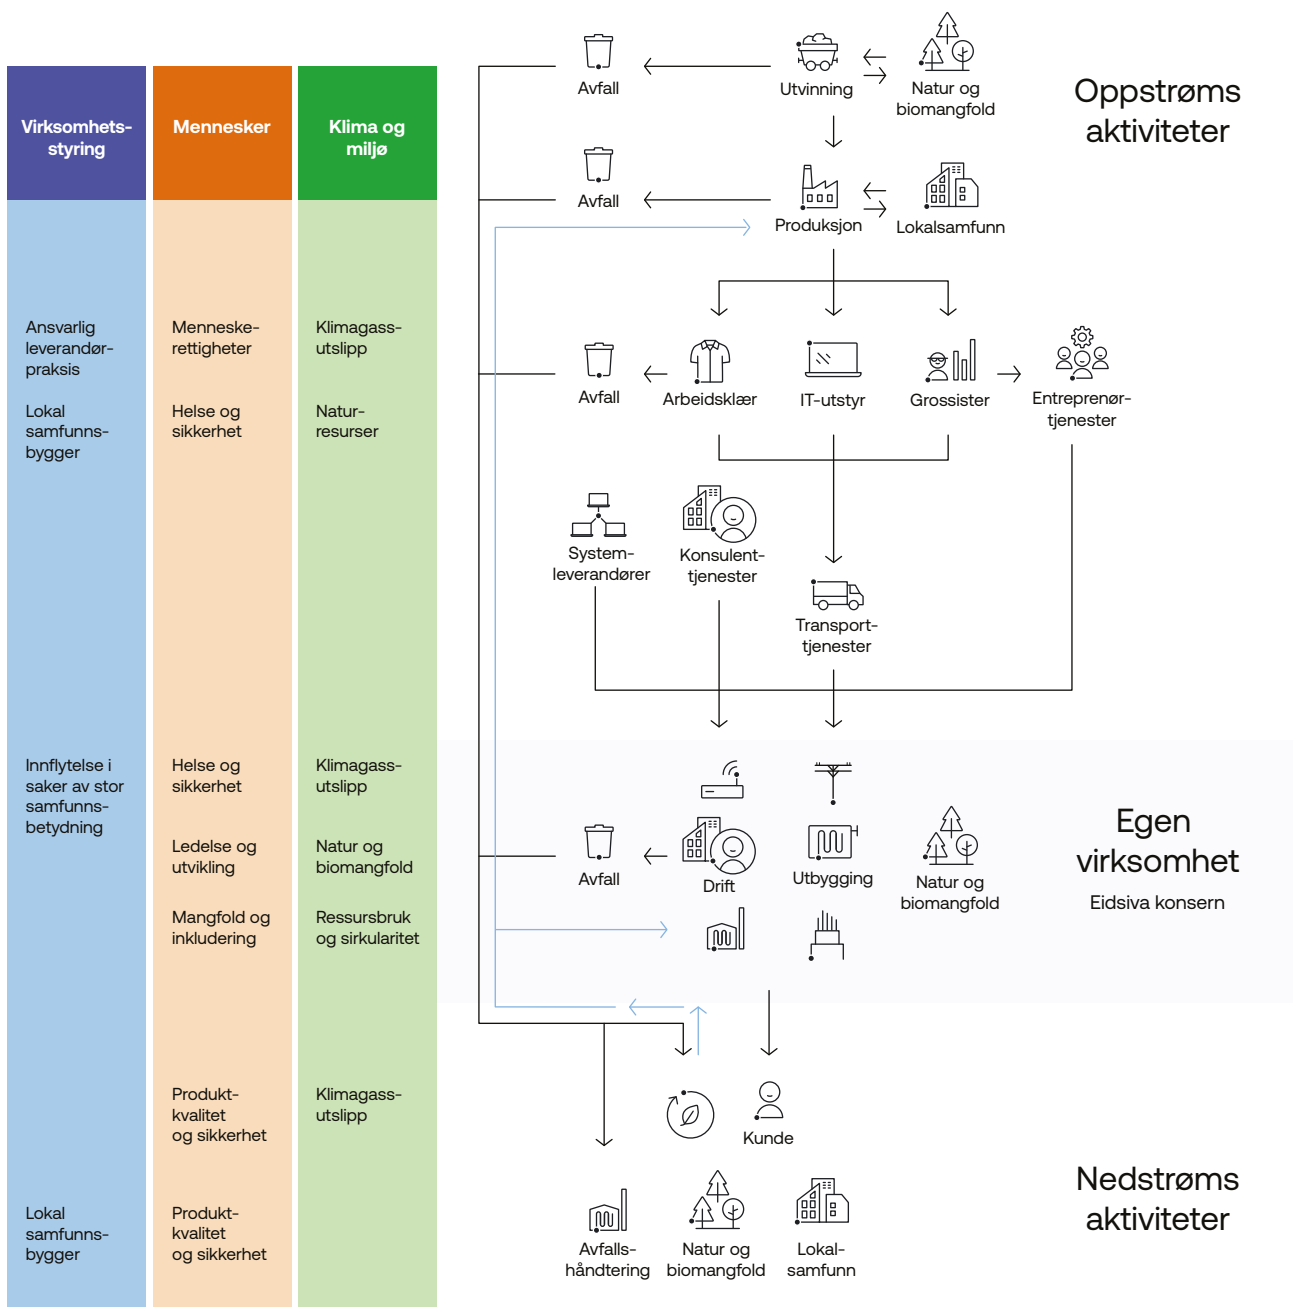 Virksomhets-
styring
Mennesker
Klima og
miljø
Ansvarlig
leverandør-
praksis
Menneske-
rettigheter
Klimagass-
utslipp
Lokal
samfunns-
bygger
Helse og
sikkerhet
Natur-
resurser
Innflytelse i
saker av stor
samfunns-
betydning
Helse og
sikkerhet
Klimagass-
utslipp
Ledelse og
utvikling
Natur og
biomangfold
Mangfold og
inkludering
Ressursbruk
og sirkularitet
Produkt-
kvalitet
og sikkerhet
Klimagass-
utslipp
Lokal
samfunns-
bygger
Produkt-
kvalitet
og sikkerhet
Avfall
Utvinning
Natur og
biomangfold
Oppstrøms
aktiviteter
Avfall
Produksjon
Lokalsamfunn
Avfall
Arbeidsklær
IT-utstyr
Grossister
Entreprenør-
tjenester
System-
leverandører
Konsulent-
tjenester
Transport-
tjenester
Avfall
Drift
Utbygging
Natur og
biomangfold
Egen
virksomhet
Eidsiva konsern
Kunde
Avfalls-
håndtering
Natur og
biomangfold
Lokal-
samfunn
Nedstrøms
aktiviteter